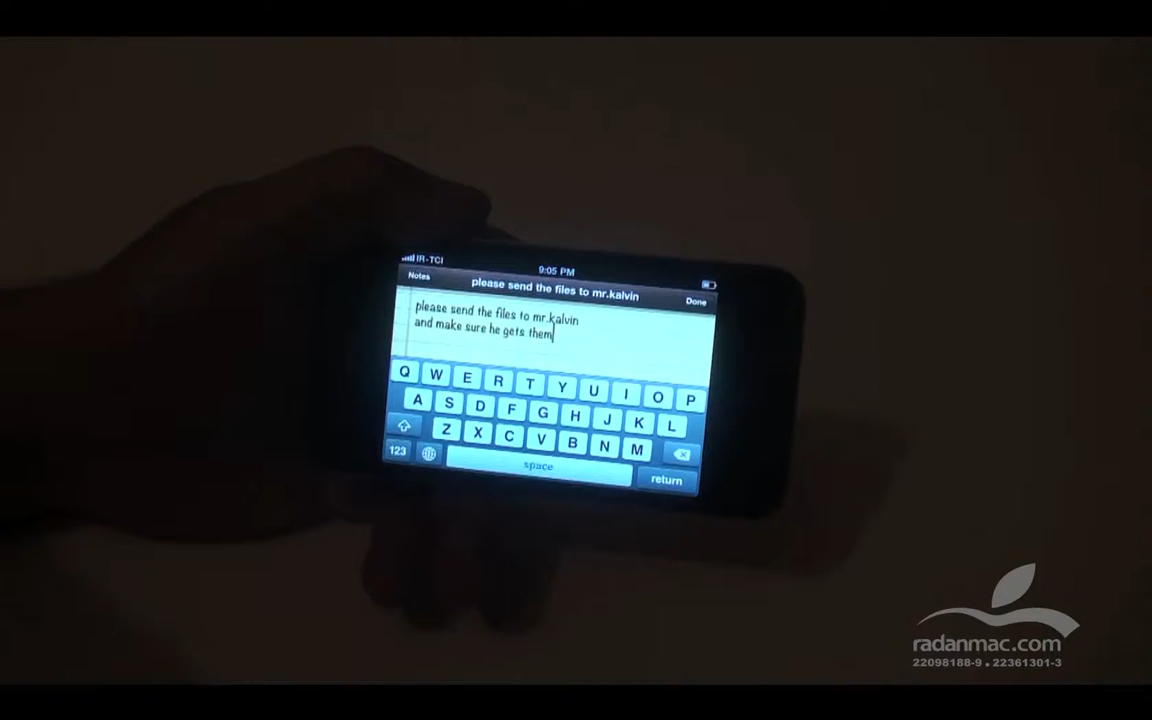 IR-TCI
9:05 PM
Notes
please send the files to mr.kalvin
Done
please send the files to mr.kalvin
and make sure he gets them
Q W E R T Y U I O P
A S D F G H J K L
Z X C V B N M
123
space
return
radanmac.com
22098188-9 . 22361301-3